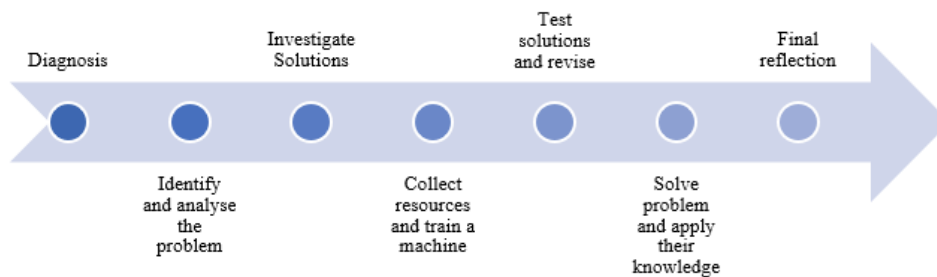 Diagnosis
Identify
and analyse
the
problem
Investigate
Solutions
Collect
resources
and train a
machine
Test
solutions
and revise
Solve
problem
and apply
their
knowledge
Final
reflection